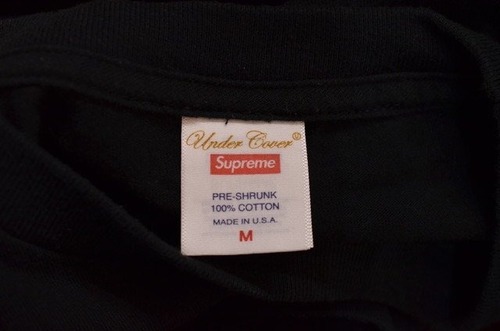 Under Cover®
Supreme
PRE-SHRUNK
100% COTTON
MADE IN U.S.A.
M